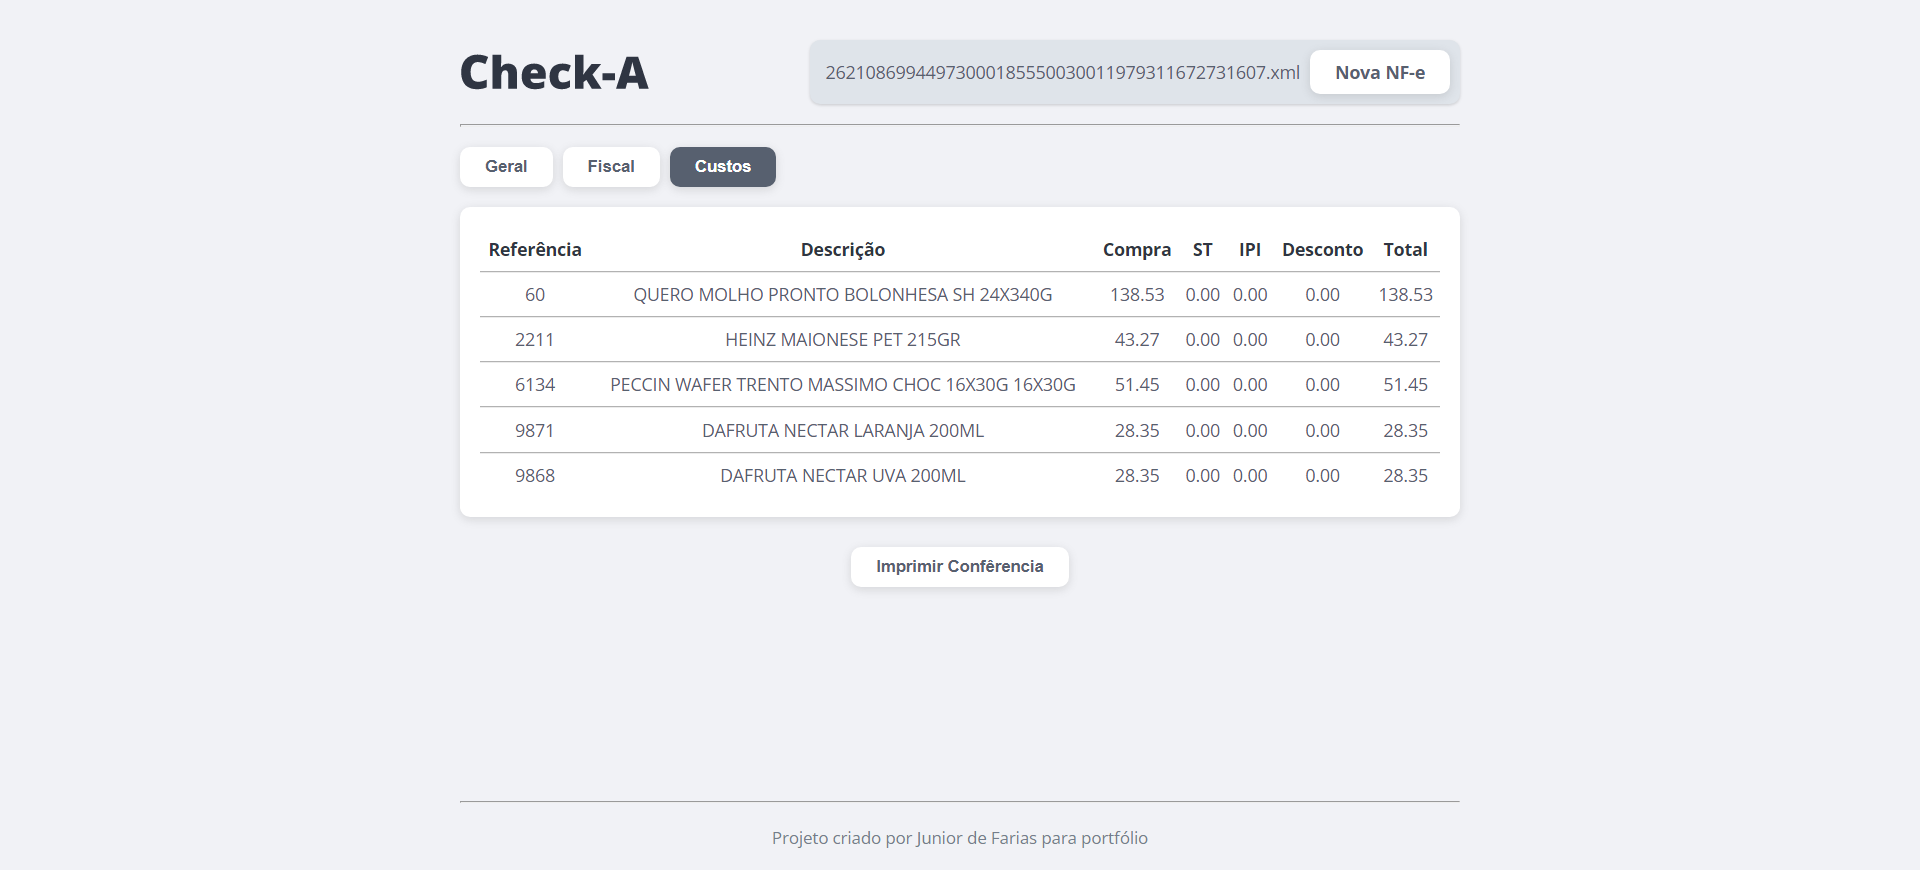 Check-A
26210869944973000185550030011979311672731607.xml
Nova NF-e
Geral Fiscal Custos
Referência Descrição Compra ST IPI Desconto Total
60 QUERO MOLHO PRONTO BOLONHESA SH 24X340G 138.53 0.00 0.00 0.00 138.53
2211 HEINZ MAIONESE PET 215GR 43.27 0.00 0.00 0.00 43.27
6134 PECCIN WAFER TRENTO MASSIMO CHOC 16X30G 16X30G 51.45 0.00 0.00 0.00 51.45
9871 DAFRUTA NECTAR LARANJA 200ML 28.35 0.00 0.00 0.00 28.35
9868 DAFRUTA NECTAR UVA 200ML 28.35 0.00 0.00 0.00 28.35
Imprimir Confêrencia
Projeto criado por Junior de Farias para portfólio